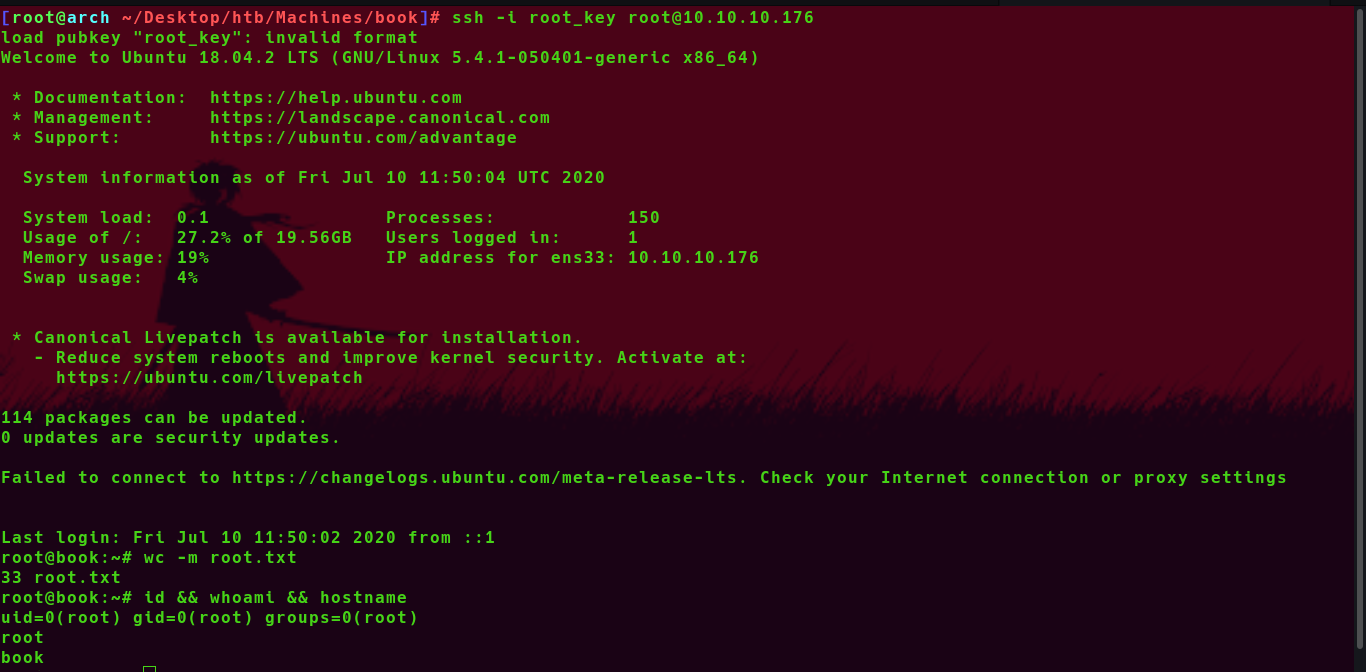 [root@arch ~/Desktop/htb/Machines/book]# ssh -i root_key root@10.10.10.176
load pubkey "root_key": invalid format
Welcome to Ubuntu 18.04.2 LTS (GNU/Linux 5.4.1-050401-generic x86_64)
* Documentation:  https://help.ubuntu.com
* Management:     https://landscape.canonical.com
* Support:        https://ubuntu.com/advantage
System information as of Fri Jul 10 11:50:04 UTC 2020
System load:  0.1                Processes:            150
Usage of /:   27.2% of 19.56GB   Users logged in:      1
Memory usage: 19%                IP address for ens33: 10.10.10.176
Swap usage:   4%
* Canonical Livepatch is available for installation.
- Reduce system reboots and improve kernel security. Activate at:
https://ubuntu.com/livepatch
114 packages can be updated.
0 updates are security updates.
Failed to connect to https://changelogs.ubuntu.com/meta-release-lts. Check your Internet connection or proxy settings
Last login: Fri Jul 10 11:50:02 2020 from ::1
root@book:~# wc -m root.txt
33 root.txt
root@book:~# id && whoami && hostname
uid=0(root) gid=0(root) groups=0(root)
root
book